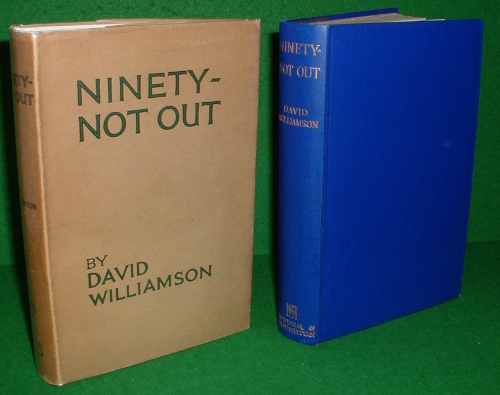 NINETY-
NOT OUT
BY
DAVID
WILLIAMSON
NINETY-
NOT OUT
DAVID
WILLIAMSON